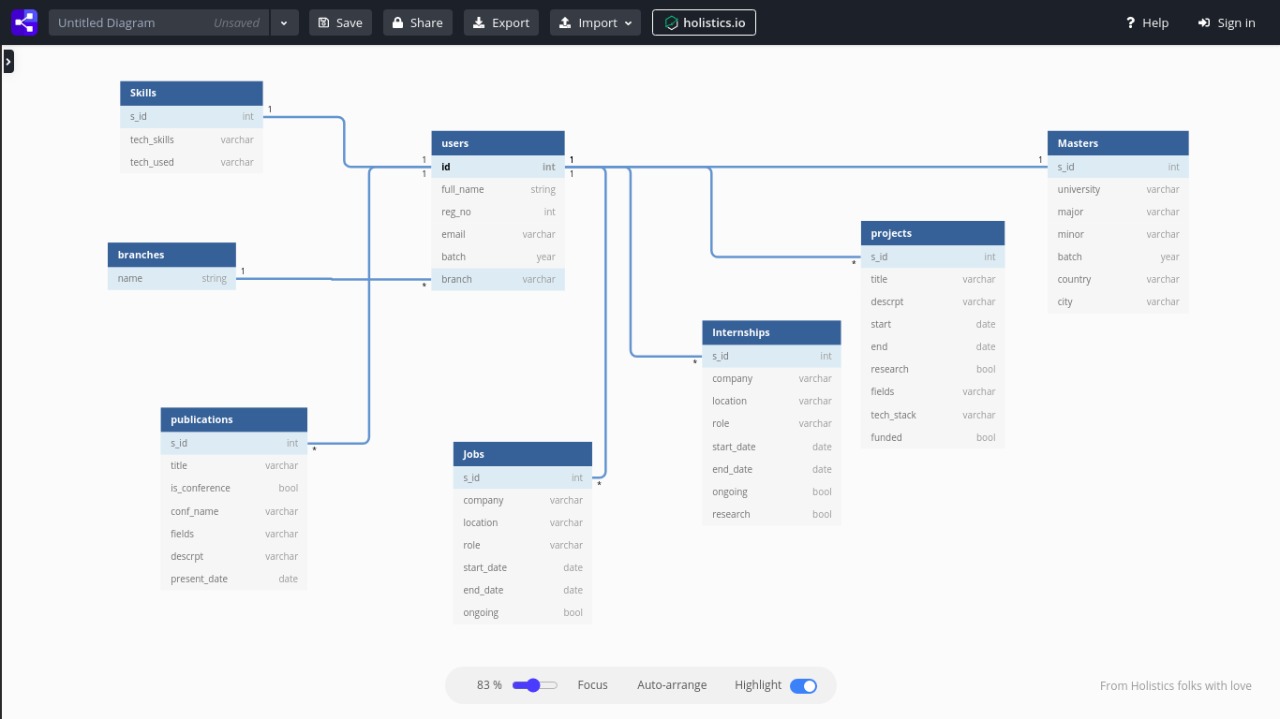 Untitled Diagram Unsaved Save Share Export Import holistics.io Help Sign in
Skills
s_id int
tech_skills varchar
tech_used varchar
1
branches
name string
1
publications
s_id int
title varchar
is_conference bool
conf_name varchar
fields varchar
descrpt varchar
present_date date
*
users
id int
full_name string
reg_no int
email varchar
batch year
branch varchar
1
1
*
1
1
Jobs
s_id int
company varchar
location varchar
role varchar
start_date date
end_date date
ongoing bool
*
Internships
s_id int
company varchar
location varchar
role varchar
start_date date
end_date date
ongoing bool
research bool
*
projects
s_id int
title varchar
descrpt varchar
start date
end date
research bool
fields varchar
tech_stack varchar
funded bool
*
Masters
s_id int
university varchar
major varchar
minor varchar
batch year
country varchar
city varchar
1
83 % Focus Auto-arrange Highlight
From Holistics folks with love